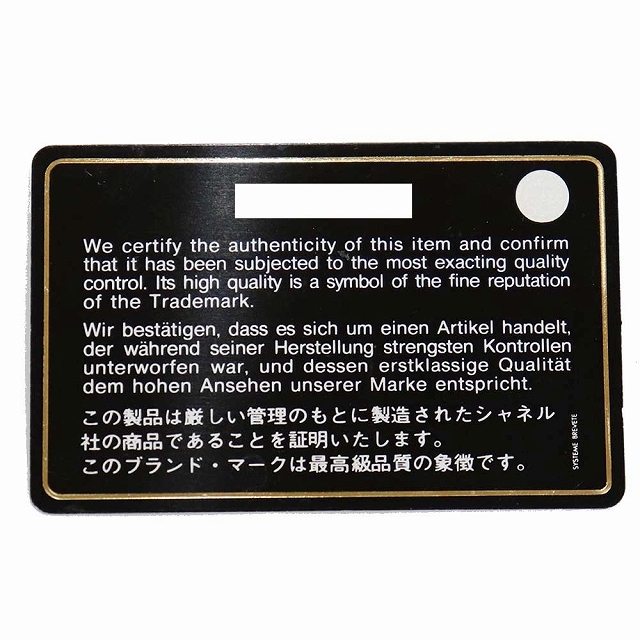 We certify the authenticity of this item and confirm
that it has been subjected to the most exacting quality
control. Its high quality is a symbol of the fine reputation
of the Trademark.
Wir bestätigen, dass es sich um einen Artikel handelt,
der während seiner Herstellung strengsten Kontrollen
unterworfen war, und dessen erstklassige Qualität
dem hohen Ansehen unserer Marke entspricht.
この製品は厳しい管理のもとに製造されたシャネル
社の商品であることを証明いたします。
このブランド・マークは最高級品質の象徴です。
SYSTEME BREVETE